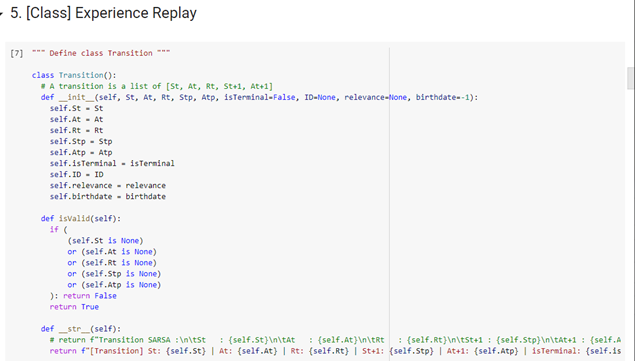 5. [Class] Experience Replay
[7] """ Define class Transition """
class Transition():
# A transition is a list of [St, At, Rt, St+1, At+1]
def __init__(self, St, At, Rt, Stp, Atp, isTerminal=False, ID=None, relevance=None, birthdate=-1):
self.St = St
self.At = At
self.Rt = Rt
self.Stp = Stp
self.Atp = Atp
self.isTerminal = isTerminal
self.ID = ID
self.relevance = relevance
self.birthdate = birthdate
def isValid(self):
if (
(self.St is None)
or (self.At is None)
or (self.Rt is None)
or (self.Stp is None)
or (self.Atp is None)
): return False
return True
def __str__(self):
# return f"Transition SARSA :\n\tSt : {self.St}\n\tAt : {self.At}\n\tRt : {self.Rt}\n\tSt+1 : {self.Stp}\n\tAt+1 : {self.A
return f"[Transition] St: {self.St} | At: {self.At} | Rt: {self.Rt} | St+1: {self.Stp} | At+1: {self.Atp} | isTerminal: {self.is